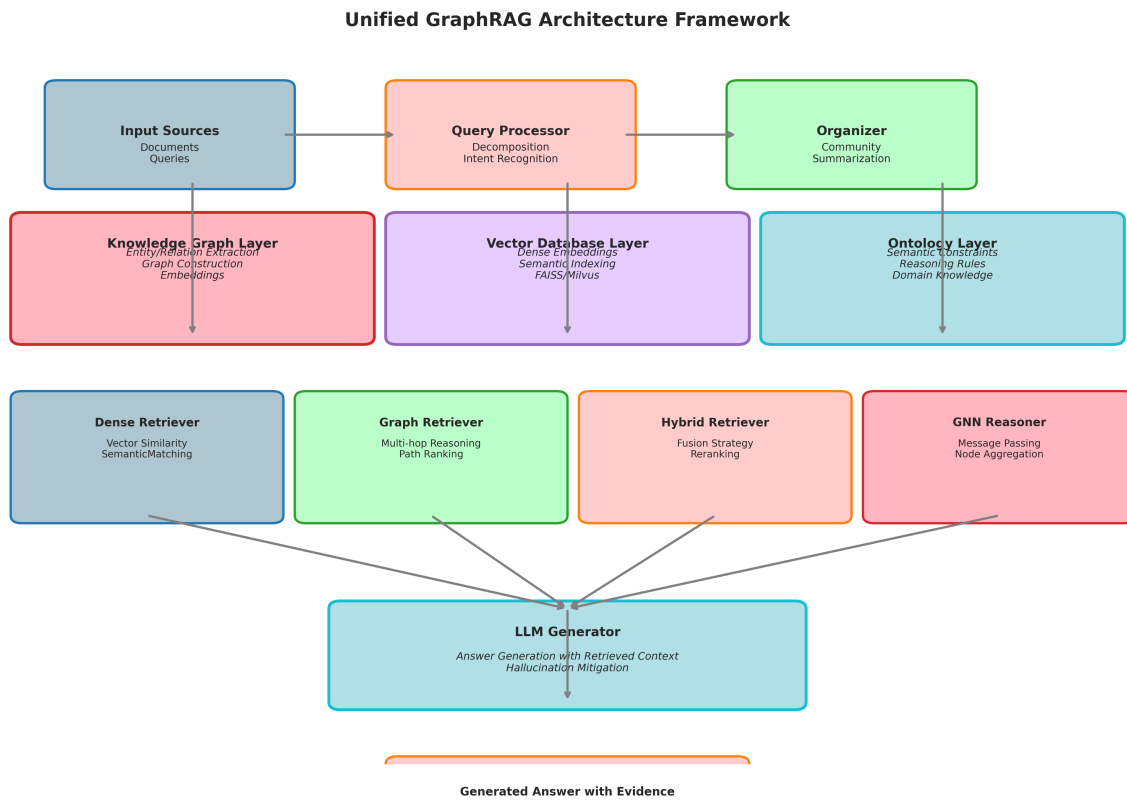 Unified GraphRAG Architecture Framework
Input Sources
Documents
Queries
Query Processor
Decomposition
Intent Recognition
Organizer
Community
Summarization
Knowledge Graph Layer
Entity/Relation Extraction
Graph Construction
Embeddings
Vector Database Layer
Dense Embeddings
Semantic Indexing
FAISS/Milvus
Ontology Layer
Semantic Constraints
Reasoning Rules
Domain Knowledge
Dense Retriever
Vector Similarity
SemanticMatching
Graph Retriever
Multi-hop Reasoning
Path Ranking
Hybrid Retriever
Fusion Strategy
Reranking
GNN Reasoner
Message Passing
Node Aggregation
LLM Generator
Answer Generation with Retrieved Context
Hallucination Mitigation
Generated Answer with Evidence